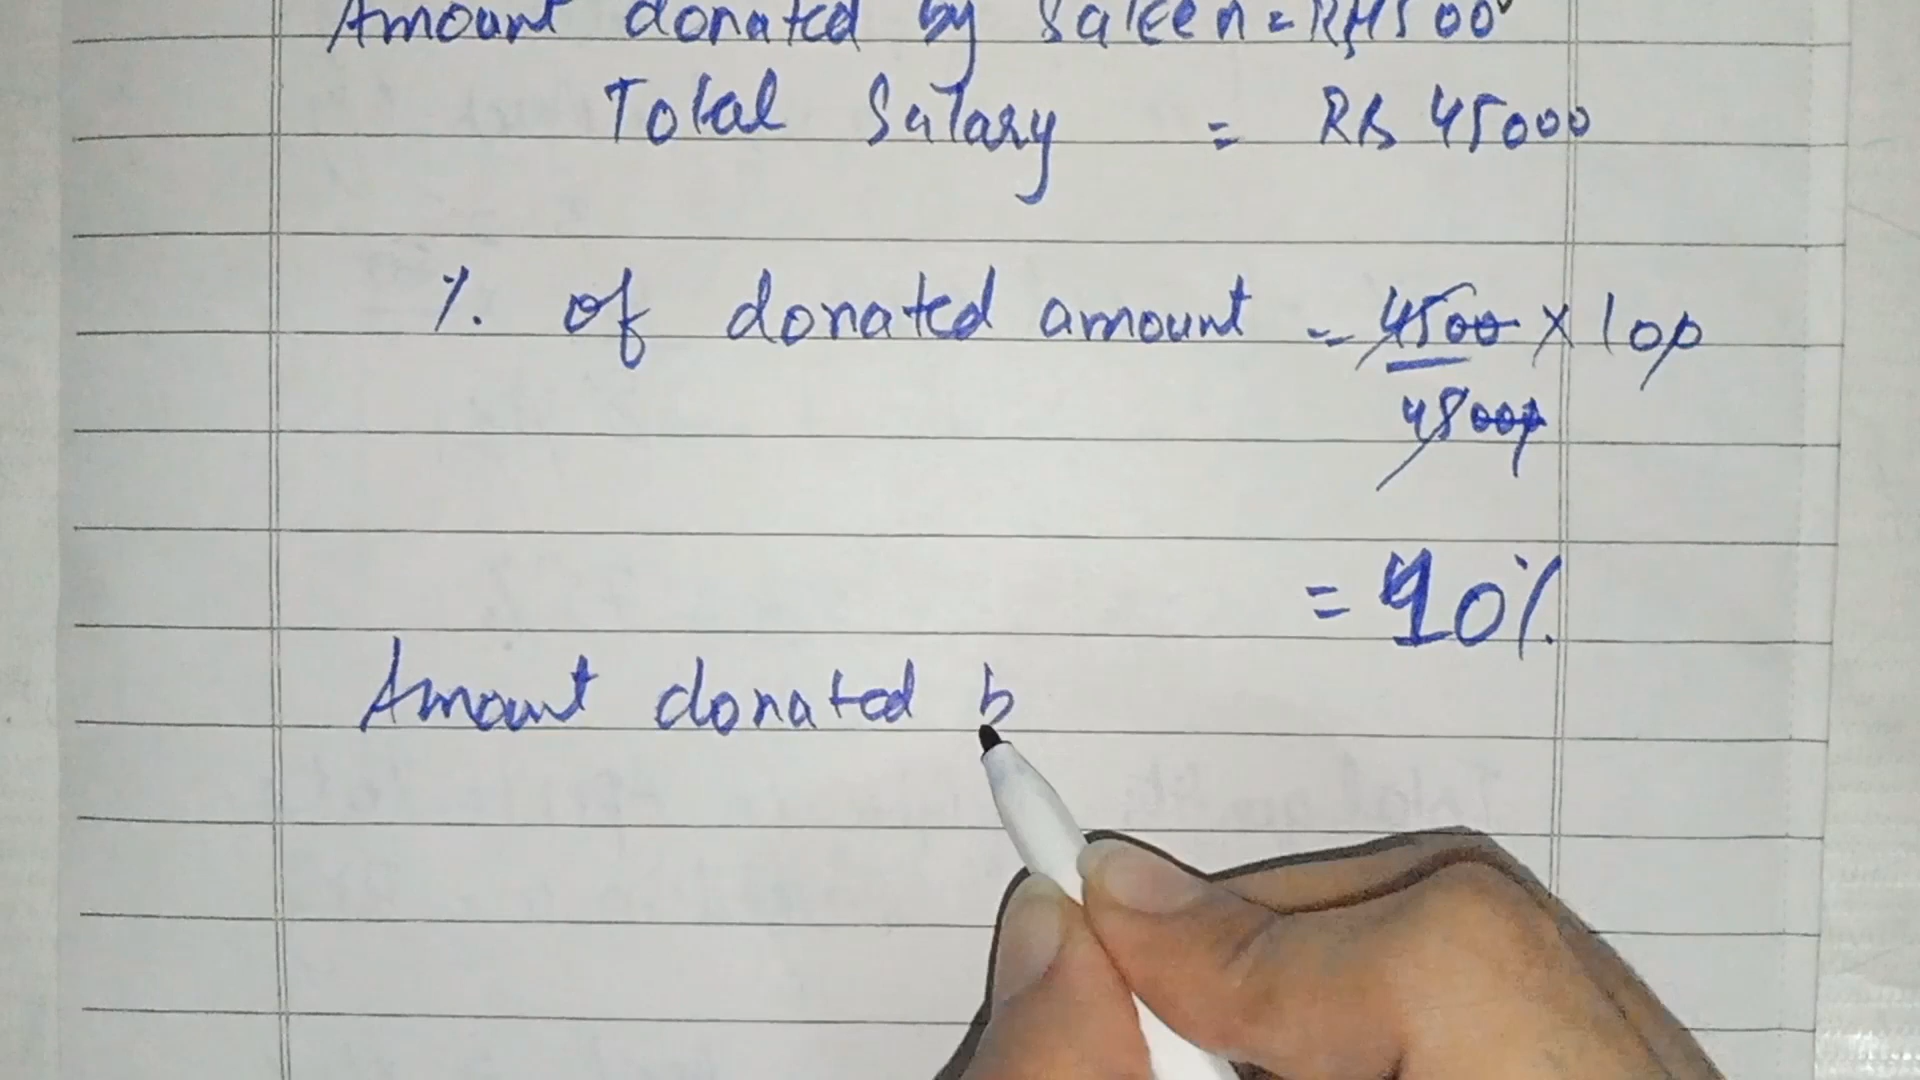 Amount donated by Saleen = Rs 4500
Total Salary = Rs 45000
% of donated amount = 4500 × 100
45000
= 10%
Amount donated b